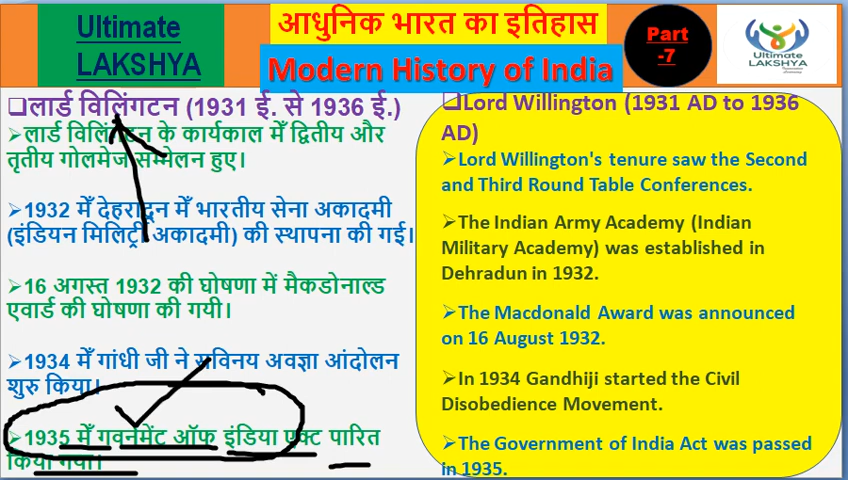 Ultimate
LAKSHYA
आधुनिक भारत का इतिहास
Modern History of India
Part
-7
Ultimate
LAKSHYA
लार्ड विलिंगटन (1931 ई. से 1936 ई.)
लार्ड विलिंगटन के कार्यकाल मेँ द्वितीय और
तृतीय गोलमेज सम्मेलन हुए।
1932 मेँ देहरादून मेँ भारतीय सेना अकादमी
(इंडियन मिलिट्री अकादमी) की स्थापना की गई।
16 अगस्त 1932 की घोषणा में मैकडोनाल्ड
एवार्ड की घोषणा की गयी।
1934 मेँ गांधी जी ने सविनय अवज्ञा आंदोलन
शुरु किया।
1935 मेँ गवर्नमेंट ऑफ इंडिया एक्ट पारित
किया गया।
Lord Willington (1931 AD to 1936
AD)
Lord Willington's tenure saw the Second
and Third Round Table Conferences.
The Indian Army Academy (Indian
Military Academy) was established in
Dehradun in 1932.
The Macdonald Award was announced
on 16 August 1932.
In 1934 Gandhiji started the Civil
Disobedience Movement.
The Government of India Act was passed
in 1935.